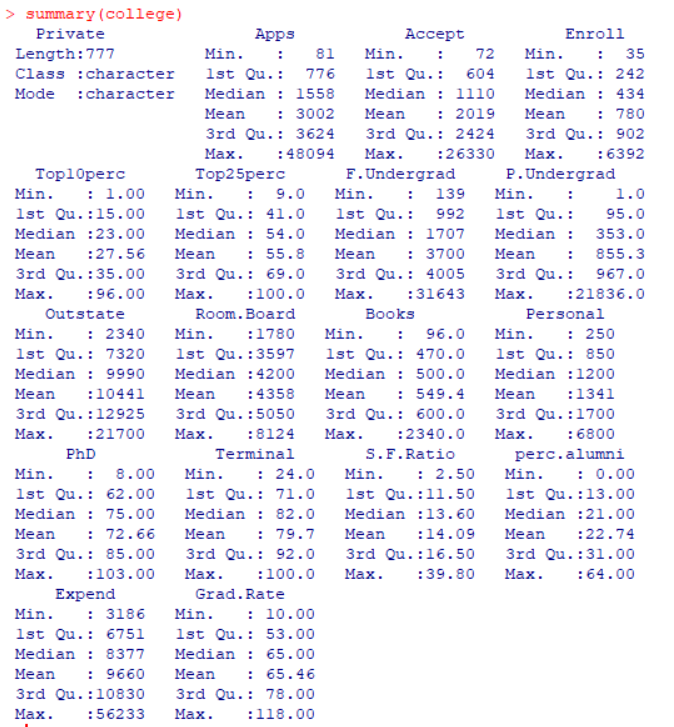 > summary(college)
   Private               Apps           Accept          Enroll
 Length:777         Min.   :   81   Min.   :   72   Min.   :  35
 Class :character   1st Qu.:  776   1st Qu.:  604   1st Qu.: 242
 Mode  :character   Median : 1558   Median : 1110   Median : 434
                    Mean   : 3002   Mean   : 2019   Mean   : 780
                    3rd Qu.: 3624   3rd Qu.: 2424   3rd Qu.: 902
                    Max.   :48094   Max.   :26330   Max.   :6392
   Top10perc       Top25perc      F.Undergrad     P.Undergrad
 Min.   : 1.00   Min.   :  9.0   Min.   :  139   Min.   :    1.0
 1st Qu.:15.00   1st Qu.: 41.0   1st Qu.:  992   1st Qu.:   95.0
 Median :23.00   Median : 54.0   Median : 1707   Median :  353.0
 Mean   :27.56   Mean   : 55.8   Mean   : 3700   Mean   :  855.3
 3rd Qu.:35.00   3rd Qu.: 69.0   3rd Qu.: 4005   3rd Qu.:  967.0
 Max.   :96.00   Max.   :100.0   Max.   :31643   Max.   :21836.0
    Outstate       Room.Board       Books           Personal
 Min.   : 2340   Min.   :1780   Min.   :  96.0   Min.   : 250
 1st Qu.: 7320   1st Qu.:3597   1st Qu.: 470.0   1st Qu.: 850
 Median : 9990   Median :4200   Median : 500.0   Median :1200
 Mean   :10441   Mean   :4358   Mean   : 549.4   Mean   :1341
 3rd Qu.:12925   3rd Qu.:5050   3rd Qu.: 600.0   3rd Qu.:1700
 Max.   :21700   Max.   :8124   Max.   :2340.0   Max.   :6800
      PhD            Terminal       S.F.Ratio      perc.alumni
 Min.   :  8.00   Min.   : 24.0   Min.   : 2.50   Min.   : 0.00
 1st Qu.: 62.00   1st Qu.: 71.0   1st Qu.:11.50   1st Qu.:13.00
 Median : 75.00   Median : 82.0   Median :13.60   Median :21.00
 Mean   : 72.66   Mean   : 79.7   Mean   :14.09   Mean   :22.74
 3rd Qu.: 85.00   3rd Qu.: 92.0   3rd Qu.:16.50   3rd Qu.:31.00
 Max.   :103.00   Max.   :100.0   Max.   :39.80   Max.   :64.00
     Expend        Grad.Rate
 Min.   : 3186   Min.   : 10.00
 1st Qu.: 6751   1st Qu.: 53.00
 Median : 8377   Median : 65.00
 Mean   : 9660   Mean   : 65.46
 3rd Qu.:10830   3rd Qu.: 78.00
 Max.   :56233   Max.   :118.00